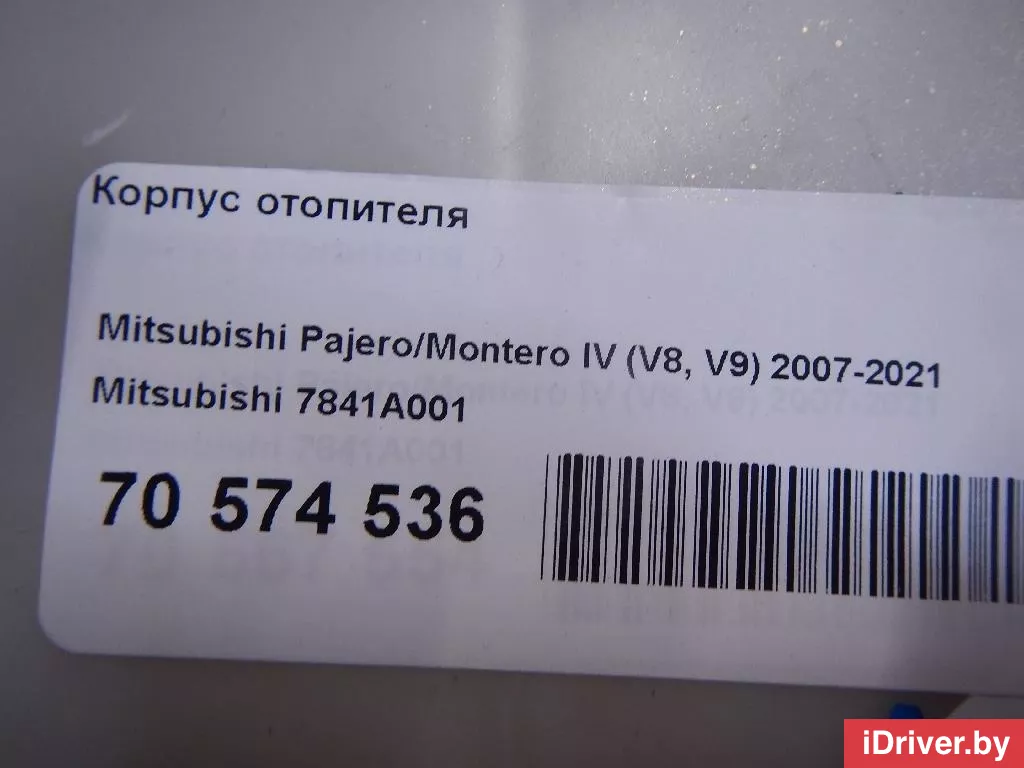 Корпус отопителя
Mitsubishi Pajero/Montero IV (V8, V9) 2007-2021
Mitsubishi 7841A001
70 574 536
iDriver.by